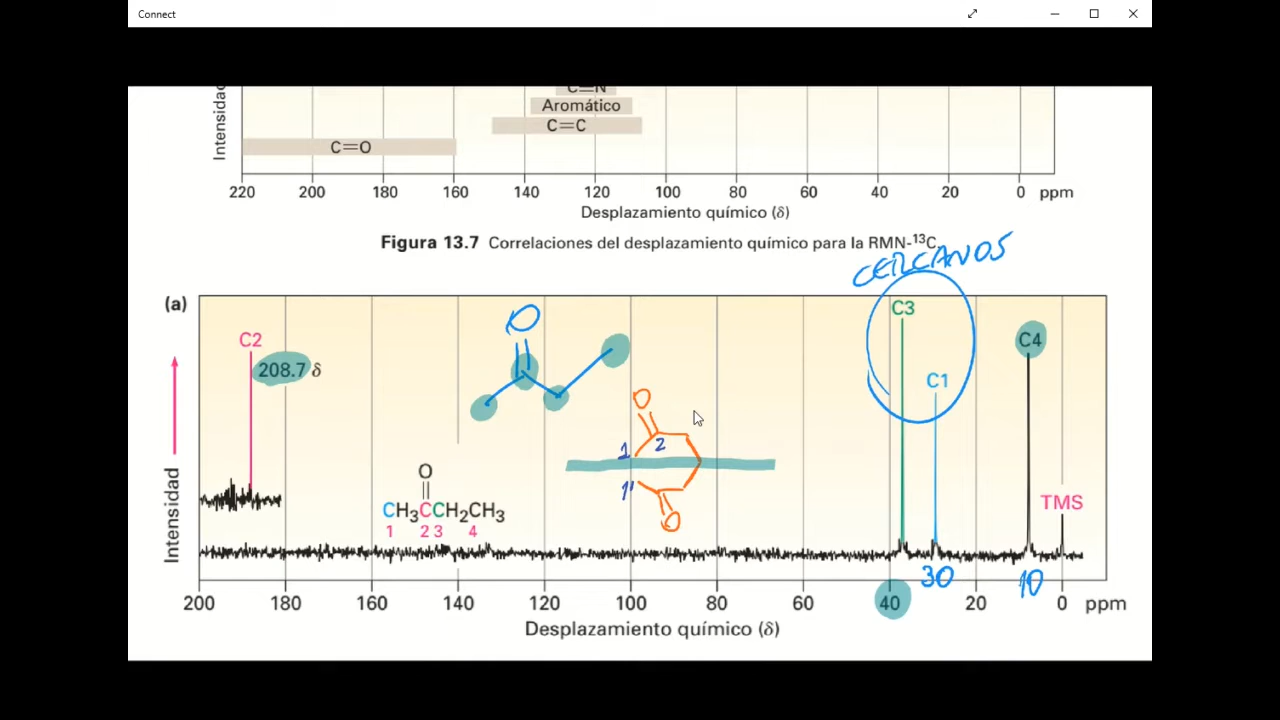 Connect
Intensidad
C≡N
Aromático
C=C
C=O
220 200 180 160 140 120 100 80 60 40 20 0 ppm
Desplazamiento químico (δ)
Figura 13.7 Correlaciones del desplazamiento químico para la RMN-¹³C.
CERCANOS
(a)
C2
208.7 δ
O
C3
C4
C1
O
1 2
1'
O
O
CH₃CCH₂CH₃
1 2 3 4
TMS
Intensidad
30 10
200 180 160 140 120 100 80 60 40 20 0 ppm
Desplazamiento químico (δ)